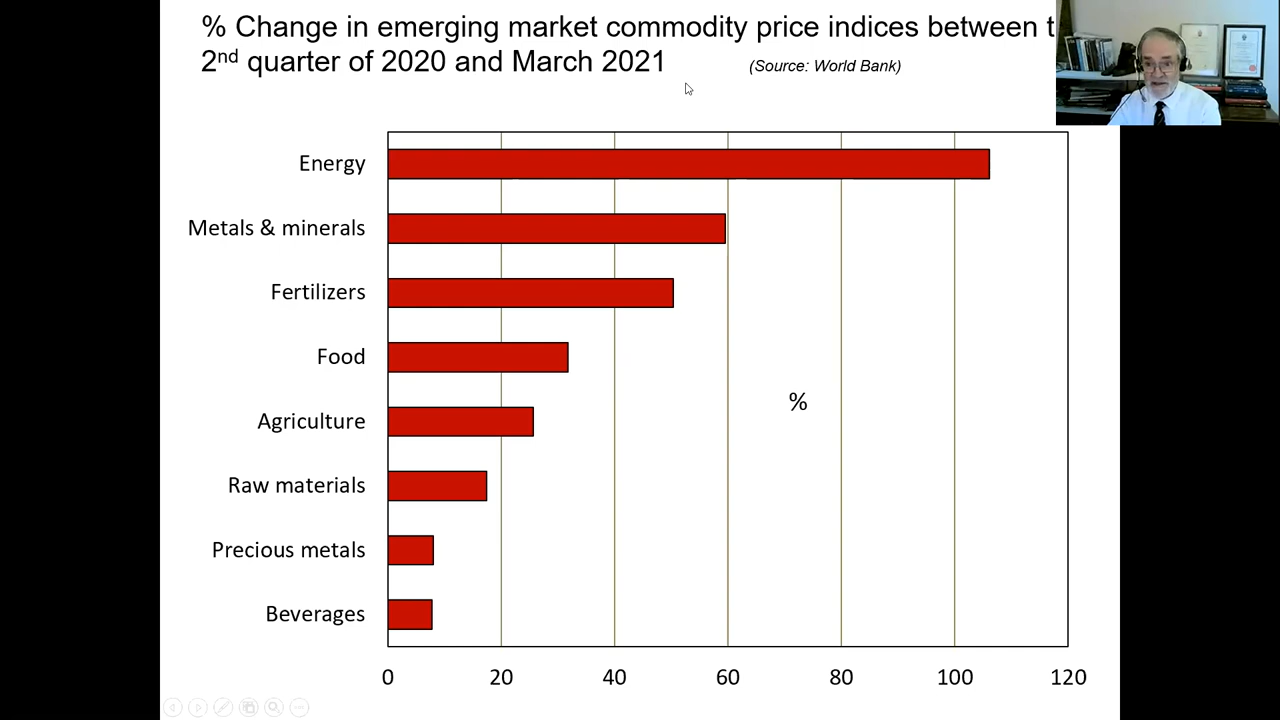 % Change in emerging market commodity price indices between t
2nd quarter of 2020 and March 2021 (Source: World Bank)
Energy
Metals & minerals
Fertilizers
Food
Agriculture
Raw materials
Precious metals
Beverages
%
0 20 40 60 80 100 120